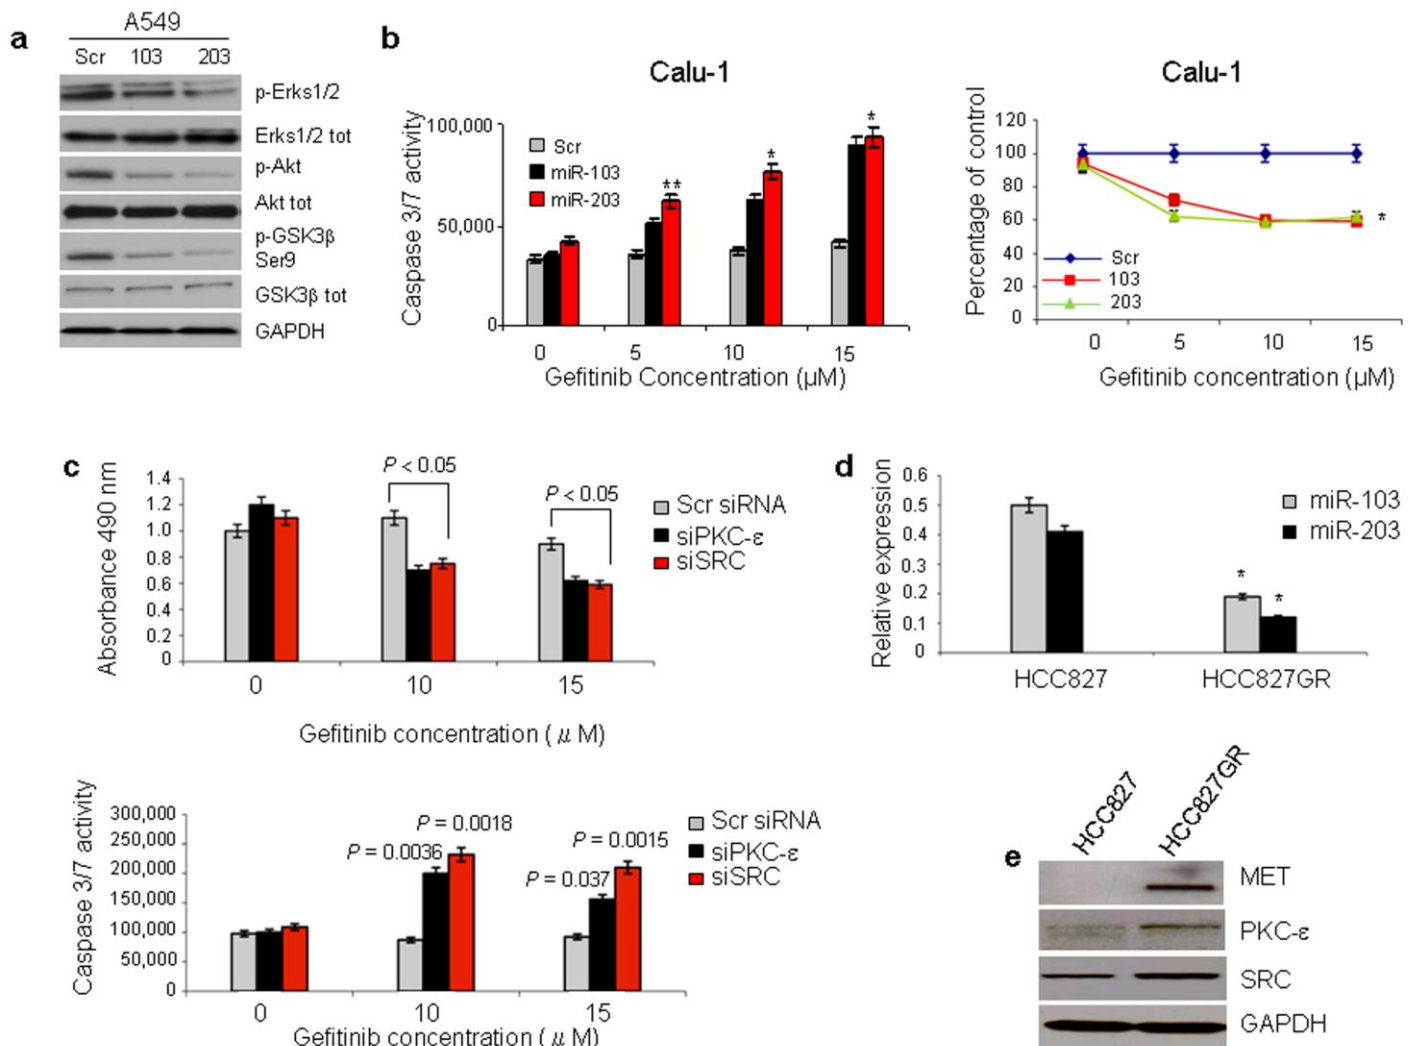 a
A549
Scr 103 203
p-Erks1/2
Erks1/2 tot
p-Akt
Akt tot
p-GSK3β
Ser9
GSK3β tot
GAPDH
b
Calu-1
Caspase 3/7 activity
100,000
50,000
0
Scr
miR-103
miR-203
**
*
*
0 5 10 15
Gefitinib Concentration (µM)
Calu-1
Percentage of control
120
100
80
60
40
20
0
Scr
103
203
*
0 5 10 15
Gefitinib concentration (µM)
c
Absorbance 490 nm
1.4
1.2
1.0
0.8
0.6
0.4
0.2
0
P < 0.05
P < 0.05
Scr siRNA
siPKC-ε
siSRC
0 10 15
Gefitinib concentration ( μ M)
Caspase 3/7 activity
300,000
250,000
200,000
150,000
100,000
50,000
0
P = 0.0036
P = 0.0018
P = 0.037
P = 0.0015
Scr siRNA
siPKC-ε
siSRC
0 10 15
Gefitinib concentration ( μ M)
d
Relative expression
0.6
0.5
0.4
0.3
0.2
0.1
0
*
*
miR-103
miR-203
HCC827 HCC827GR
e
HCC827 HCC827GR
MET
PKC-ε
SRC
GAPDH